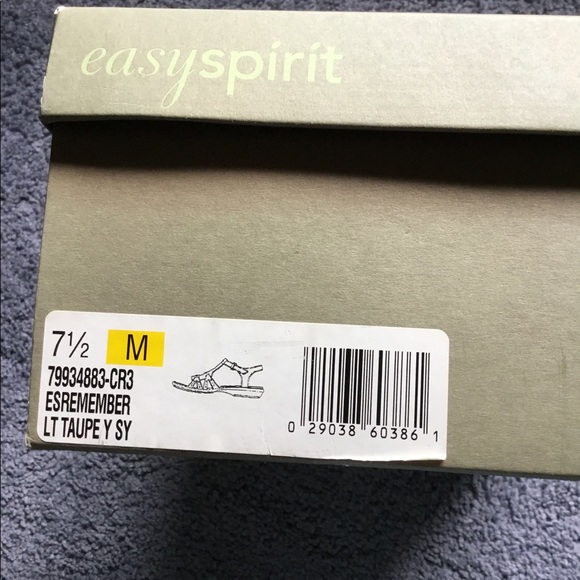 easyspirit
7½ M
79934883-CR3
ESREMEMBER
LT TAUPE Y SY
0 29038 60386 1